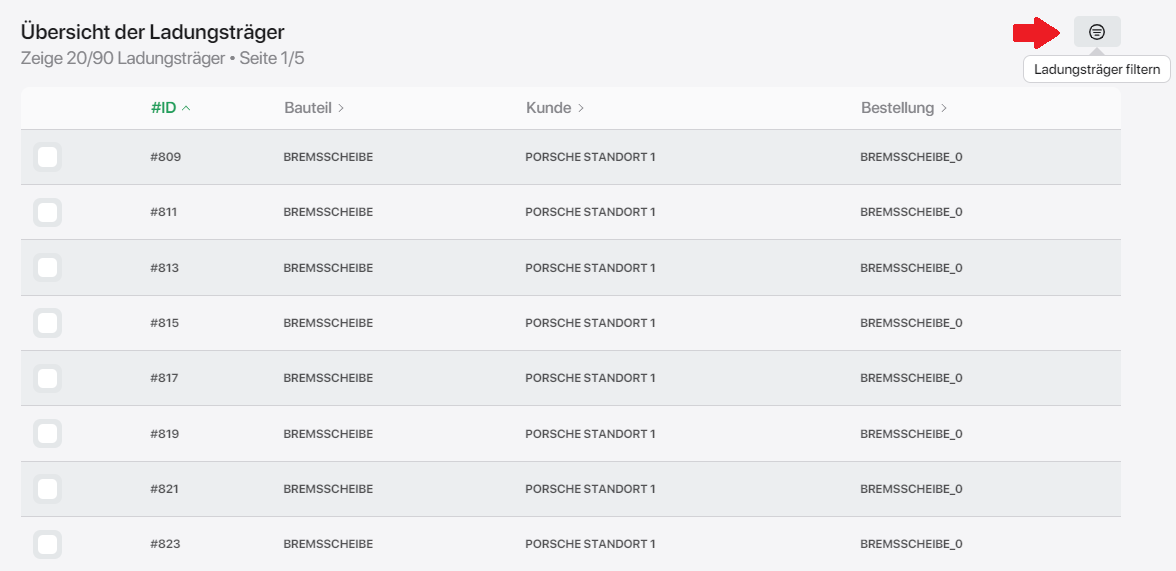 Übersicht der Ladungsträger
Zeige 20/90 Ladungsträger • Seite 1/5
Ladungsträger filtern
#ID Bauteil Kunde Bestellung
#809 BREMSSCHEIBE PORSCHE STANDORT 1 BREMSSCHEIBE_0
#811 BREMSSCHEIBE PORSCHE STANDORT 1 BREMSSCHEIBE_0
#813 BREMSSCHEIBE PORSCHE STANDORT 1 BREMSSCHEIBE_0
#815 BREMSSCHEIBE PORSCHE STANDORT 1 BREMSSCHEIBE_0
#817 BREMSSCHEIBE PORSCHE STANDORT 1 BREMSSCHEIBE_0
#819 BREMSSCHEIBE PORSCHE STANDORT 1 BREMSSCHEIBE_0
#821 BREMSSCHEIBE PORSCHE STANDORT 1 BREMSSCHEIBE_0
#823 BREMSSCHEIBE PORSCHE STANDORT 1 BREMSSCHEIBE_0